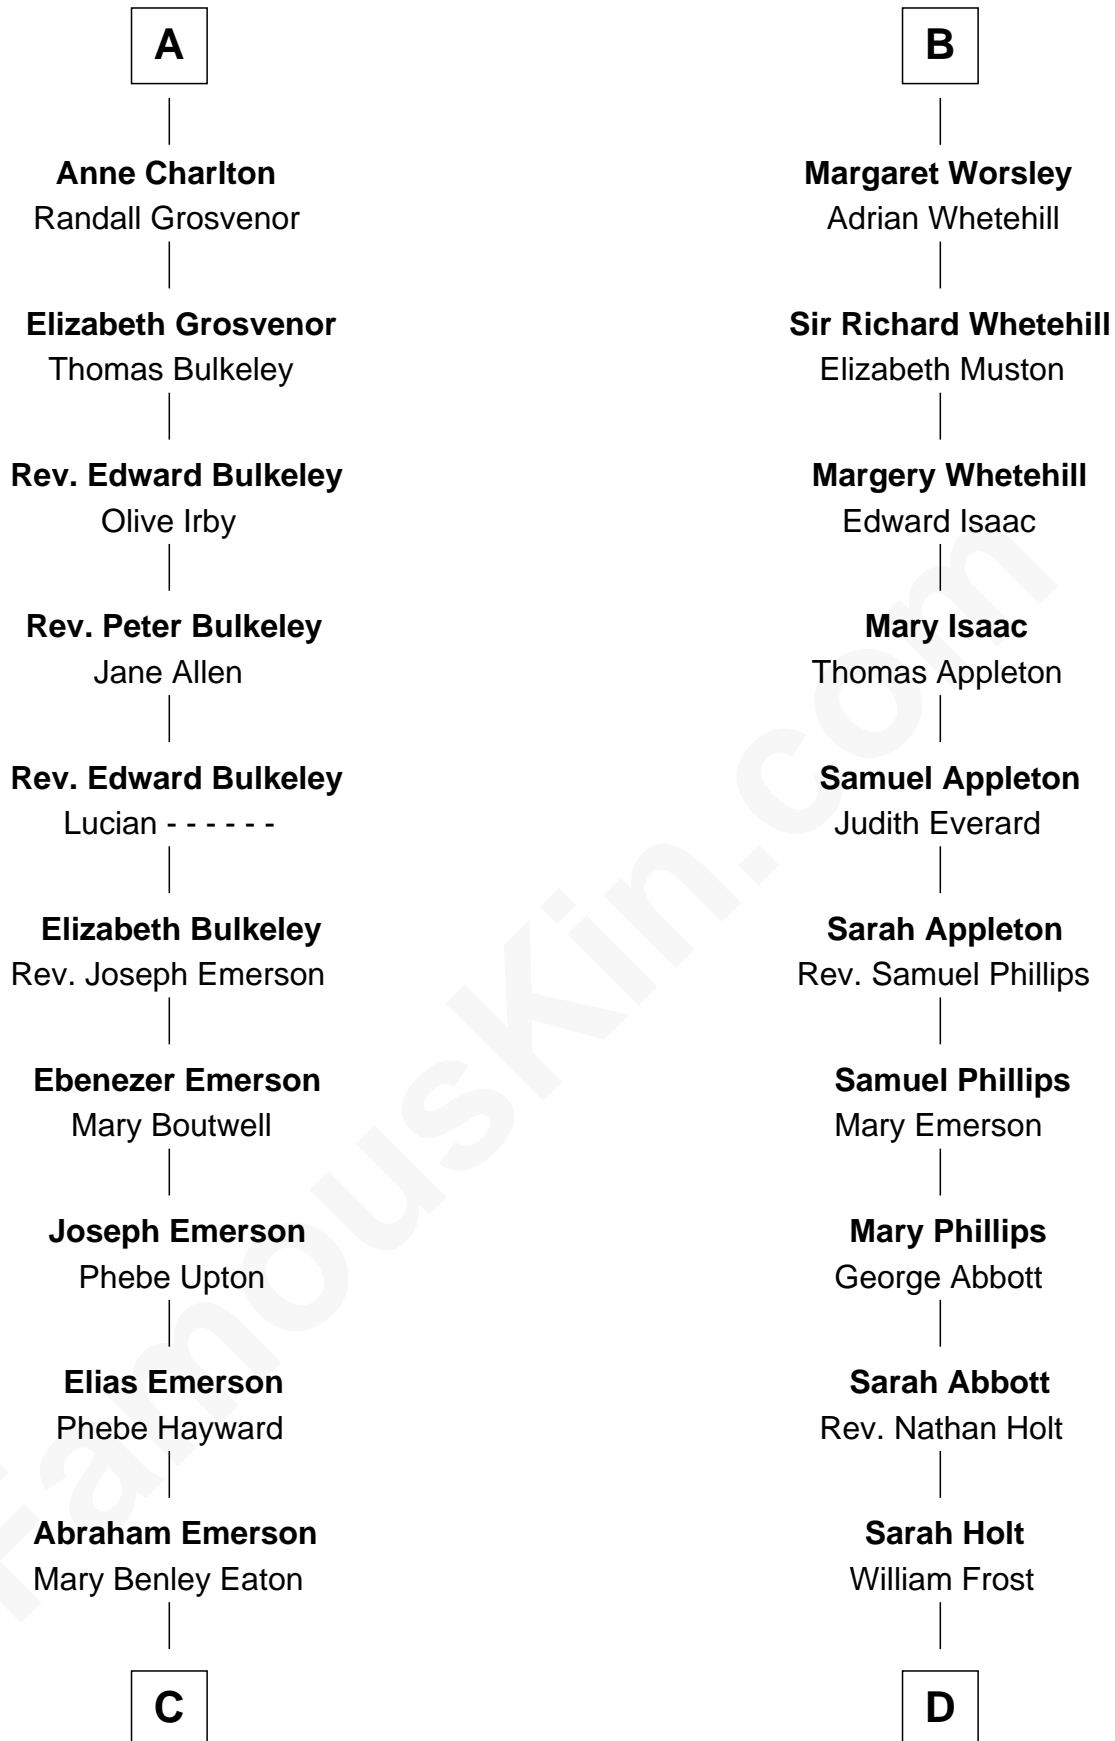 A
Anne Charlton
Randall Grosvenor
Elizabeth Grosvenor
Thomas Bulkeley
Rev. Edward Bulkeley
Olive Irby
Rev. Peter Bulkeley
Jane Allen
Rev. Edward Bulkeley
Lucian - - - - - -
Elizabeth Bulkeley
Rev. Joseph Emerson
Ebenezer Emerson
Mary Boutwell
Joseph Emerson
Phebe Upton
Elias Emerson
Phebe Hayward
Abraham Emerson
Mary Benley Eaton
C
B
Margaret Worsley
Adrian Whetehill
Sir Richard Whetehill
Elizabeth Muston
Margery Whetehill
Edward Isaac
Mary Isaac
Thomas Appleton
Samuel Appleton
Judith Everard
Sarah Appleton
Rev. Samuel Phillips
Samuel Phillips
Mary Emerson
Mary Phillips
George Abbott
Sarah Abbott
Rev. Nathan Holt
Sarah Holt
William Frost
D
FamousKin.com